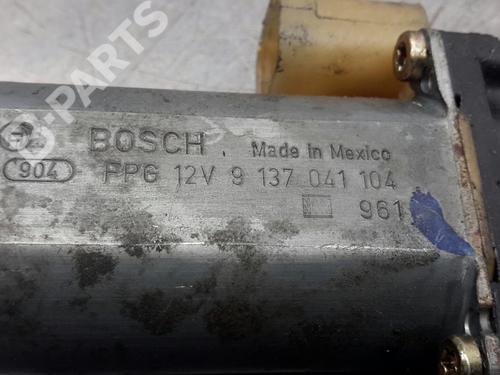 B-PARTS
BOSCH Made in Mexico
904 FPG 12V 9 137 041 104
961